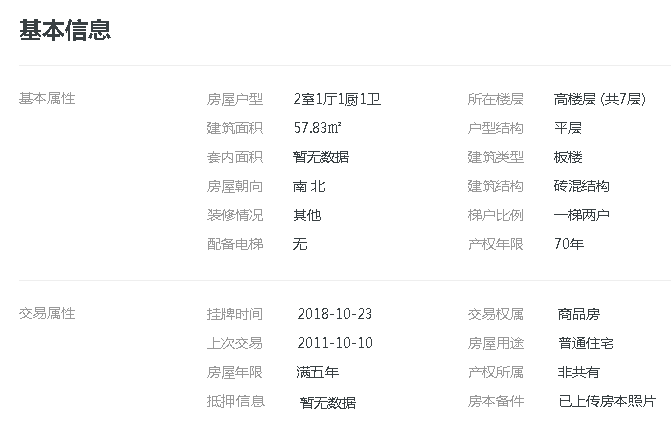 基本信息
基本属性 房屋户型 2室1厅1厨1卫 所在楼层 高楼层 (共7层)
建筑面积 57.83㎡ 户型结构 平层
套内面积 暂无数据 建筑类型 板楼
房屋朝向 南 北 建筑结构 砖混结构
装修情况 其他 梯户比例 一梯两户
配备电梯 无 产权年限 70年
交易属性 挂牌时间 2018-10-23 交易权属 商品房
上次交易 2011-10-10 房屋用途 普通住宅
房屋年限 满五年 产权所属 非共有
抵押信息 暂无数据 房本备件 已上传房本照片